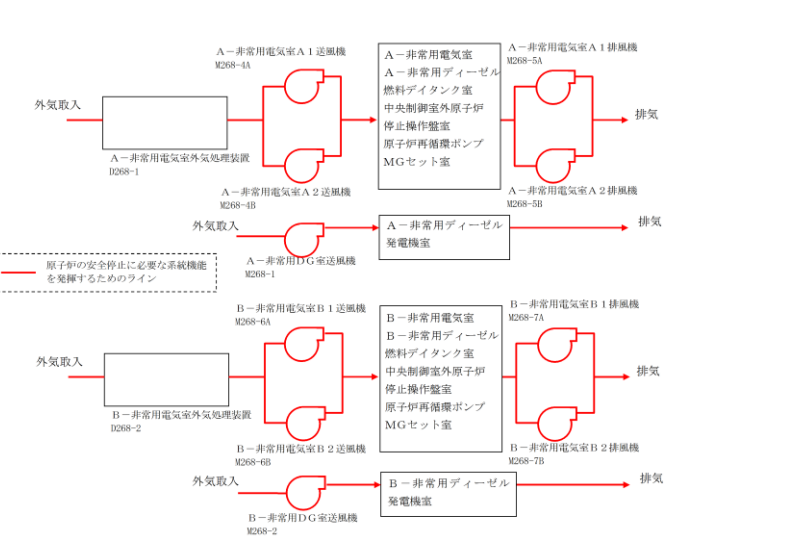 A－非常用電気室A1送風機
M268-4A
外気取入
A－非常用電気室外気処理装置
D268-1
A－非常用電気室A2送風機
M268-4B
A－非常用電気室
A－非常用ディーゼル
燃料デイタンク室
中央制御室外原子炉
停止操作盤室
原子炉再循環ポンプ
MGセット室
A－非常用電気室A1排風機
M268-5A
排気
A－非常用電気室A2排風機
M268-5B
外気取入
A－非常用DG室送風機
M268-1
A－非常用ディーゼル
発電機室
排気
原子炉の安全停止に必要な系統機能
を発揮するためのライン
B－非常用電気室B1送風機
M268-6A
外気取入
B－非常用電気室外気処理装置
D268-2
B－非常用電気室B2送風機
M268-6B
B－非常用電気室
B－非常用ディーゼル
燃料デイタンク室
中央制御室外原子炉
停止操作盤室
原子炉再循環ポンプ
MGセット室
B－非常用電気室B1排風機
M268-7A
排気
B－非常用電気室B2排風機
M268-7B
外気取入
B－非常用DG室送風機
M268-2
B－非常用ディーゼル
発電機室
排気